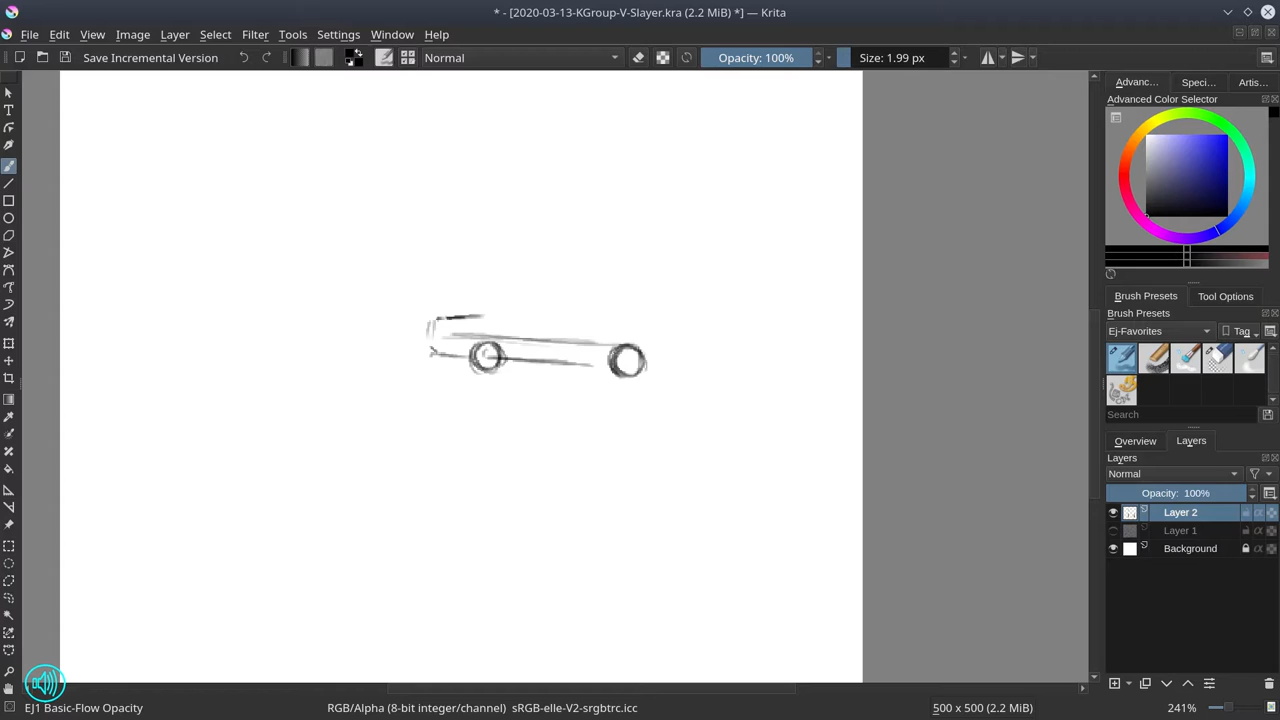 * - [2020-03-13-KGroup-V-Slayer.kra (2.2 MiB) *] — Krita
File Edit View Image Layer Select Filter Tools Settings Window Help
Save Incremental Version Normal Opacity: 100% Size: 1.99 px
Advanc... Speci... Artis...
Advanced Color Selector
Brush Presets Tool Options
Brush Presets
Ej-Favorites Tag
Search
Overview Layers
Layers
Normal
Opacity: 100%
Layer 2
Layer 1
Background
EJ1 Basic-Flow Opacity RGB/Alpha (8-bit integer/channel) sRGB-elle-V2-srgbtrc.icc 500 x 500 (2.2 MiB) 241%